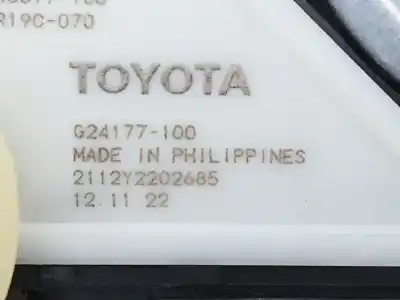 R19C-070
TOYOTA
G24177-100
MADE IN PHILIPPINES
2112Y2202685
12.11.22